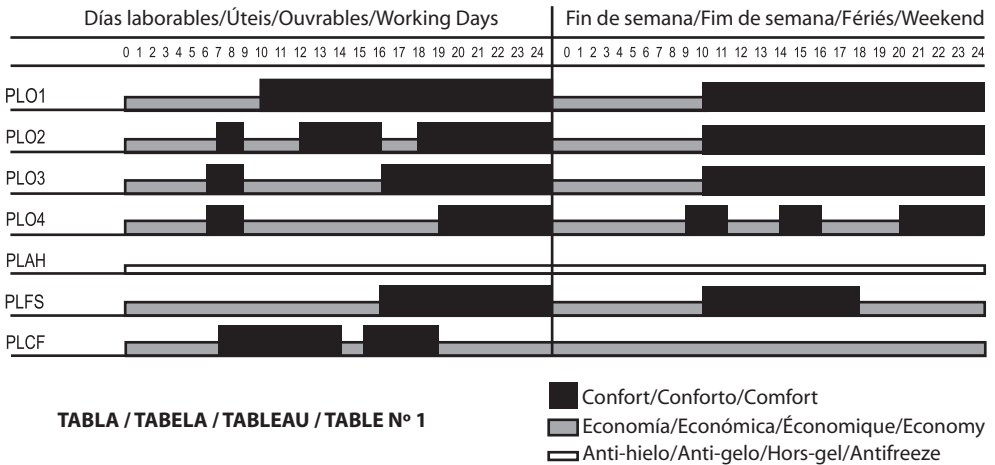 Días laborables/Úteis/Ouvrables/Working Days Fin de semana/Fim de semana/Fériés/Weekend
0 1 2 3 4 5 6 7 8 9 10 11 12 13 14 15 16 17 18 19 20 21 22 23 24 0 1 2 3 4 5 6 7 8 9 10 11 12 13 14 15 16 17 18 19 20 21 22 23 24
PLO1
PLO2
PLO3
PLO4
PLAH
PLFS
PLCF
Confort/Conforto/Comfort
TABLA / TABELA / TABLEAU / TABLE Nº 1
Economía/Económica/Économique/Economy
Anti-hielo/Anti-gelo/Hors-gel/Antifreeze